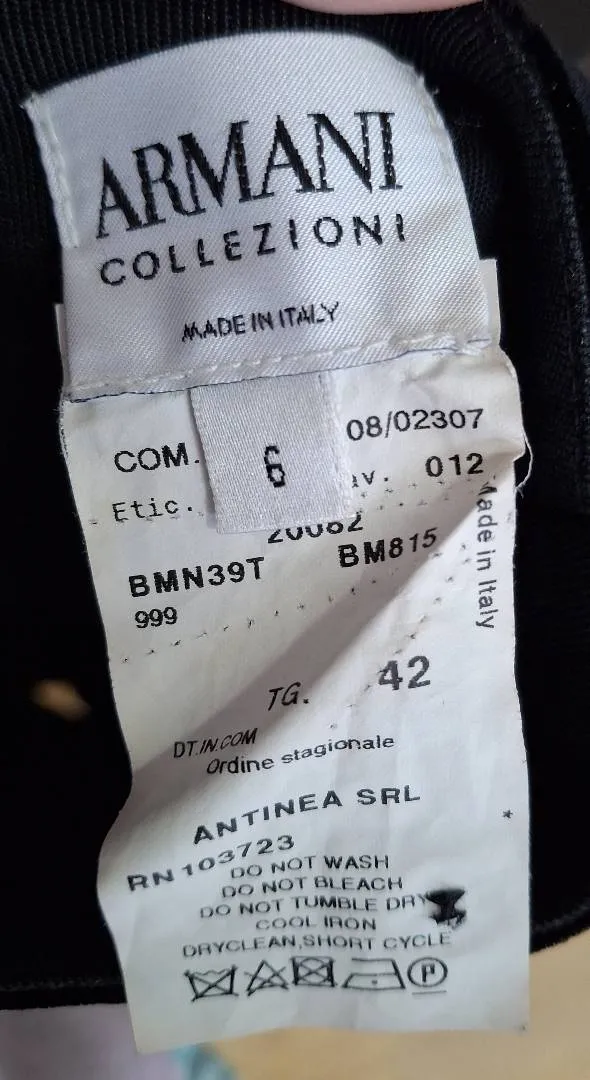 ARMANI
COLLEZIONI
MADE IN ITALY
6
COM. 08/02307
Etic. av. 012
20082
BMN39T BM815
999
Made in Italy
TG. 42
DT.IN.COM
Ordine stagionale
ANTINEA SRL
*
RN 103723
DO NOT WASH
DO NOT BLEACH
DO NOT TUMBLE DRY
COOL IRON
DRYCLEAN,SHORT CYCLE
P